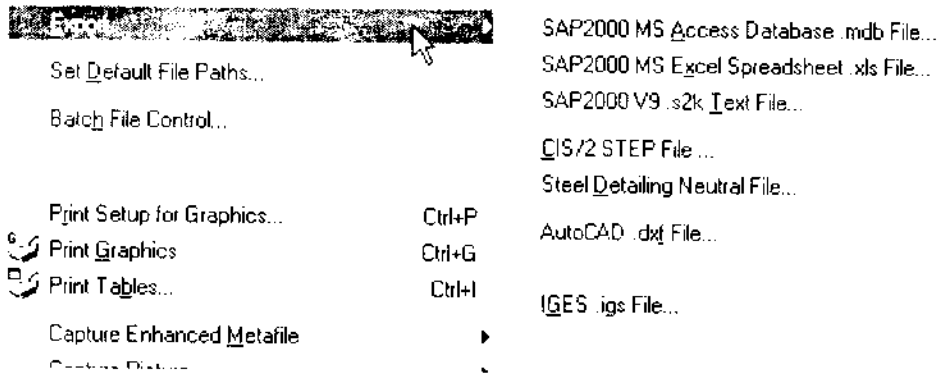 Export
Set Default File Paths...
Batch File Control...
Print Setup for Graphics... Ctrl+P
Print Graphics Ctrl+G
Print Tables... Ctrl+I
Capture Enhanced Metafile
Capture Picture
SAP2000 MS Access Database .mdb File...
SAP2000 MS Excel Spreadsheet .xls File...
SAP2000 V9 .s2k Text File...
CIS/2 STEP File ...
Steel Detailing Neutral File...
AutoCAD .dxf File...
IGES .igs File...